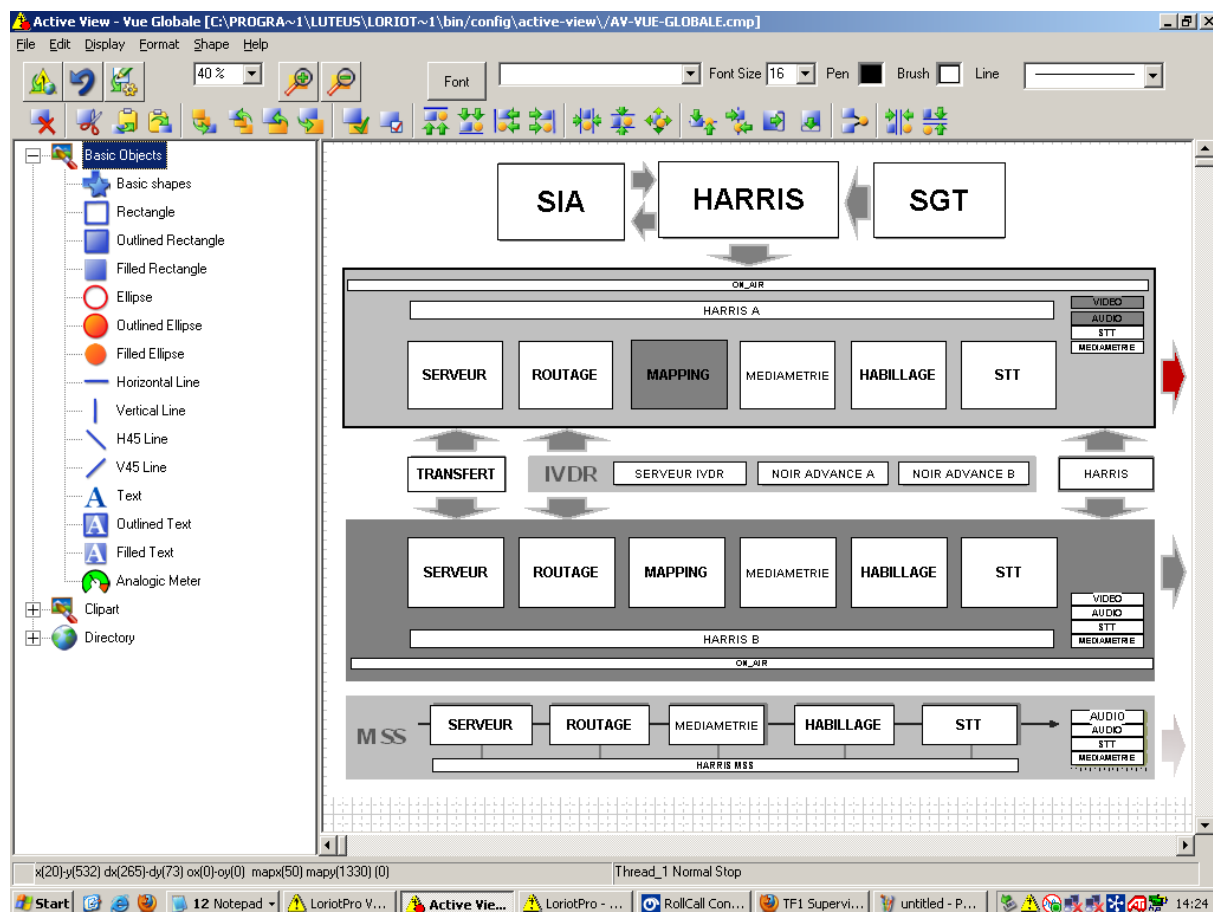 Active View - Vue Globale [C:\PROGRA~1\LUTEUS\LORIOT~1\bin/config\active-view\/AV-VUE-GLOBALE.cmp]
File Edit Display Format Shape Help
40 % Font Font Size 16 Pen Brush Line
Basic Objects
Basic shapes
Rectangle
Outlined Rectangle
Filled Rectangle
Ellipse
Outlined Ellipse
Filled Ellipse
Horizontal Line
Vertical Line
H45 Line
V45 Line
Text
Outlined Text
Filled Text
Analogic Meter
Clipart
Directory
SIA HARRIS SGT
ON_AIR
HARRIS A
VIDEO
AUDIO
STT
MEDIAMETRIE
SERVEUR ROUTAGE MAPPING MEDIAMETRIE HABILLAGE STT
TRANSFERT IVDR SERVEUR IVDR NOIR ADVANCE A NOIR ADVANCE B HARRIS
SERVEUR ROUTAGE MAPPING MEDIAMETRIE HABILLAGE STT
VIDEO
AUDIO
STT
MEDIAMETRIE
HARRIS B
ON_AIR
MSS SERVEUR ROUTAGE MEDIAMETRIE HABILLAGE STT
AUDIO
AUDIO
STT
MEDIAMETRIE
HARRIS MSS
x(20)-y(532) dx(265)-dy(73) ox(0)-oy(0) mapx(50) mapy(1330) (0) Thread_1 Normal Stop
Start 12 Notepad LoriotPro V... Active Vie... LoriotPro - ... RollCall Con... TF1 Supervi... untitled - P... 14:24